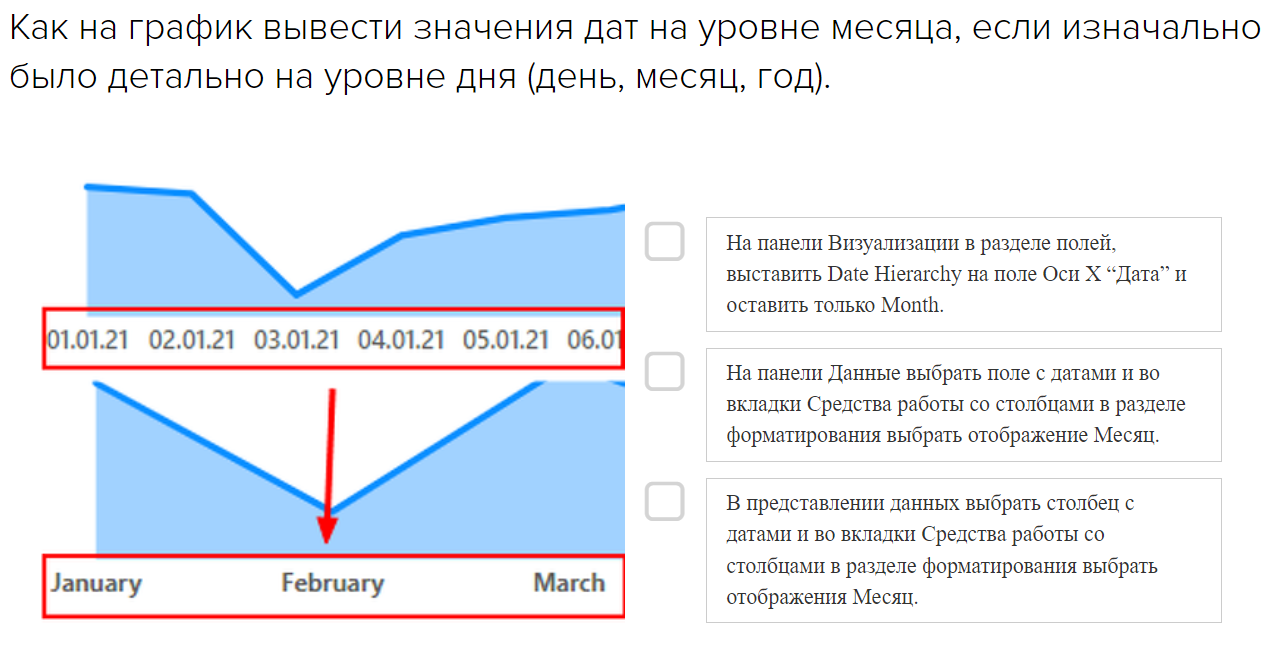 Как на график вывести значения дат на уровне месяца, если изначально
было детально на уровне дня (день, месяц, год).
01.01.21 02.01.21 03.01.21 04.01.21 05.01.21 06.01
January February March
На панели Визуализации в разделе полей,
выставить Date Hierarchy на поле Оси X “Дата” и
оставить только Month.
На панели Данные выбрать поле с датами и во
вкладки Средства работы со столбцами в разделе
форматирования выбрать отображение Месяц.
В представлении данных выбрать столбец с
датами и во вкладки Средства работы со
столбцами в разделе форматирования выбрать
отображения Месяц.